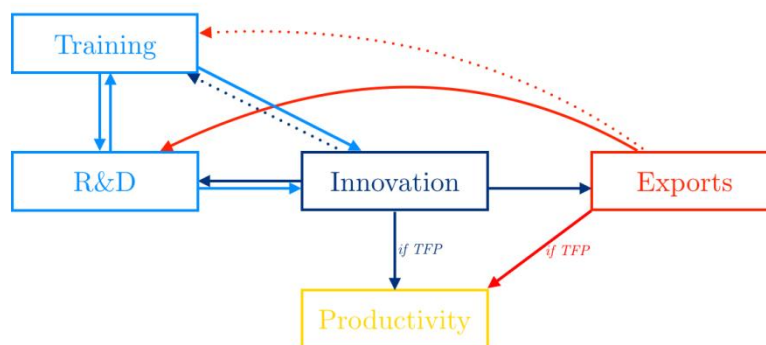 Training
R&D
Innovation
Exports
if TFP
if TFP
Productivity